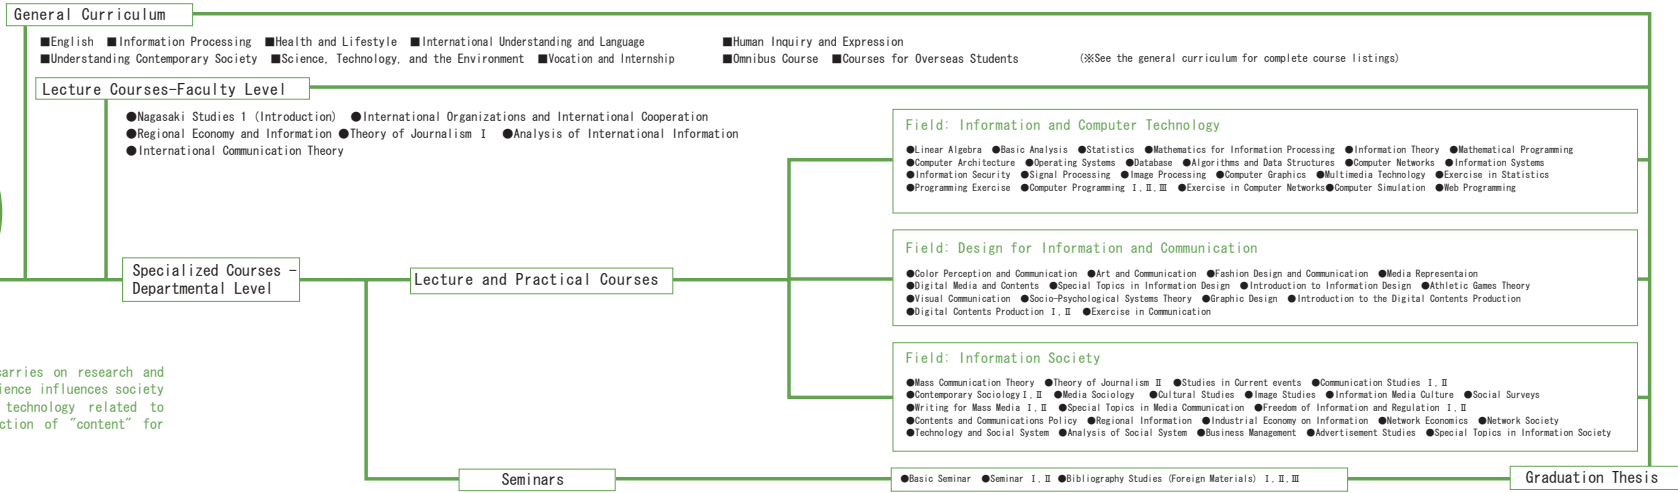 General Curriculum
■English ■Information Processing ■Health and Lifestyle ■International Understanding and Language ■Human Inquiry and Expression
■Understanding Contemporary Society ■Science, Technology, and the Environment ■Vocation and Internship ■Omnibus Course ■Courses for Overseas Students (※See the general curriculum for complete course listings)
Lecture Courses-Faculty Level
●Nagasaki Studies 1 (Introduction) ●International Organizations and International Cooperation
●Regional Economy and Information ●Theory of Journalism Ⅰ ●Analysis of International Information
●International Communication Theory
Specialized Courses -
Departmental Level
Lecture and Practical Courses
Field: Information and Computer Technology
●Linear Algebra ●Basic Analysis ●Statistics ●Mathematics for Information Processing ●Information Theory ●Mathematical Programming
●Computer Architecture ●Operating Systems ●Database ●Algorithms and Data Structures ●Computer Networks ●Information Systems
●Information Security ●Signal Processing ●Image Processing ●Computer Graphics ●Multimedia Technology ●Exercise in Statistics
●Programming Exercise ●Computer Programming Ⅰ,Ⅱ,Ⅲ ●Exercise in Computer Networks●Computer Simulation ●Web Programming
Field: Design for Information and Communication
●Color Perception and Communication ●Art and Communication ●Fashion Design and Communication ●Media Representaion
●Digital Media and Contents ●Special Topics in Information Design ●Introduction to Information Design ●Athletic Games Theory
●Visual Communication ●Socio-Psychological Systems Theory ●Graphic Design ●Introduction to the Digital Contents Production
●Digital Contents Production Ⅰ,Ⅱ ●Exercise in Communication
Field: Information Society
●Mass Communication Theory ●Theory of Journalism Ⅱ ●Studies in Current events ●Communication Studies Ⅰ,Ⅱ
●Contemporary SociologyⅠ,Ⅱ ●Media Sociology ●Cultural Studies ●Image Studies ●Information Media Culture ●Social Surveys
●Writing for Mass Media Ⅰ,Ⅱ ●Special Topics in Media Communication ●Freedom of Information and Regulation Ⅰ,Ⅱ
●Contents and Communications Policy ●Regional Information ●Industrial Economy on Information ●Network Economics ●Network Society
●Technology and Social System ●Analysis of Social System ●Business Management ●Advertisement Studies ●Special Topics in Information Society
carries on research and
ience influences society
technology related to
ction of "content" for
Seminars
●Basic Seminar ●Seminar Ⅰ,Ⅱ ●Bibliography Studies (Foreign Materials) Ⅰ,Ⅱ,Ⅲ
Graduation Thesis